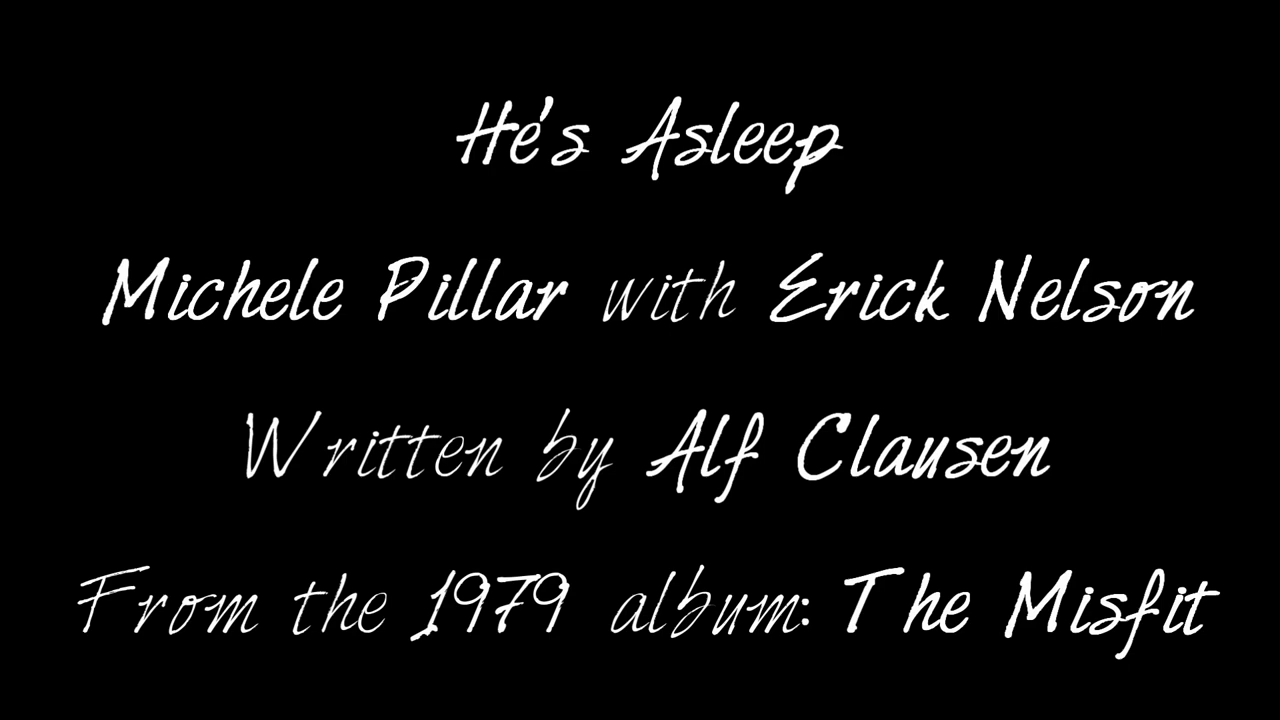 He's Asleep
Michele Pillar with Erick Nelson
Written by Alf Clausen
From the 1979 album: The Misfit